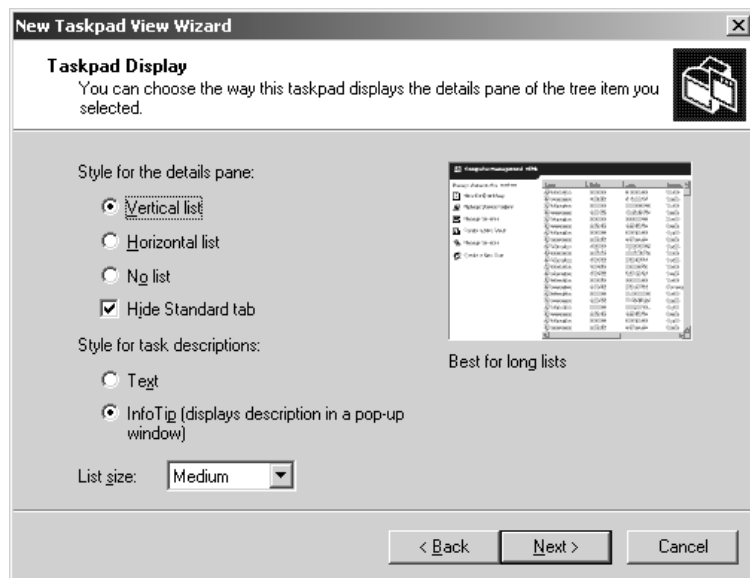 New Taskpad View Wizard
Taskpad Display
You can choose the way this taskpad displays the details pane of the tree item you
selected.
Style for the details pane:
Vertical list
Horizontal list
No list
Hide Standard tab
Best for long lists
Style for task descriptions:
Text
InfoTip (displays description in a pop-up
window)
List size: Medium
< Back Next > Cancel